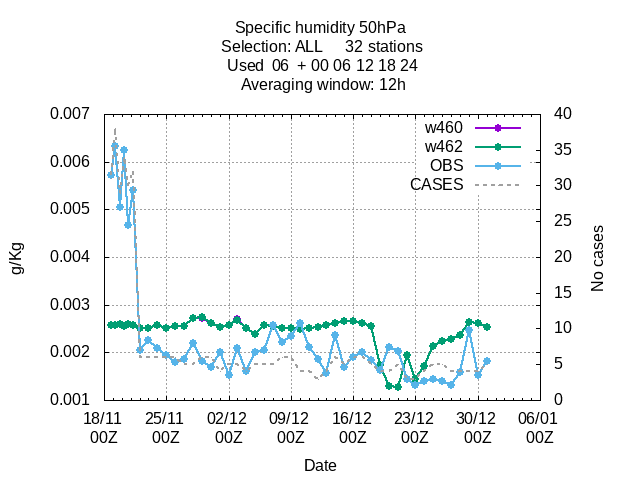 Specific humidity 50hPa
Selection: ALL 32 stations
Used 06 + 00 06 12 18 24
Averaging window: 12h
0.007
0.006
0.005
0.004
0.003
0.002
0.001
g/Kg
40
35
30
25
20
15
10
5
0
No cases
w460
w462
OBS
CASES
18/11 25/11 02/12 09/12 16/12 23/12 30/12 06/01
00Z 00Z 00Z 00Z 00Z 00Z 00Z 00Z
Date